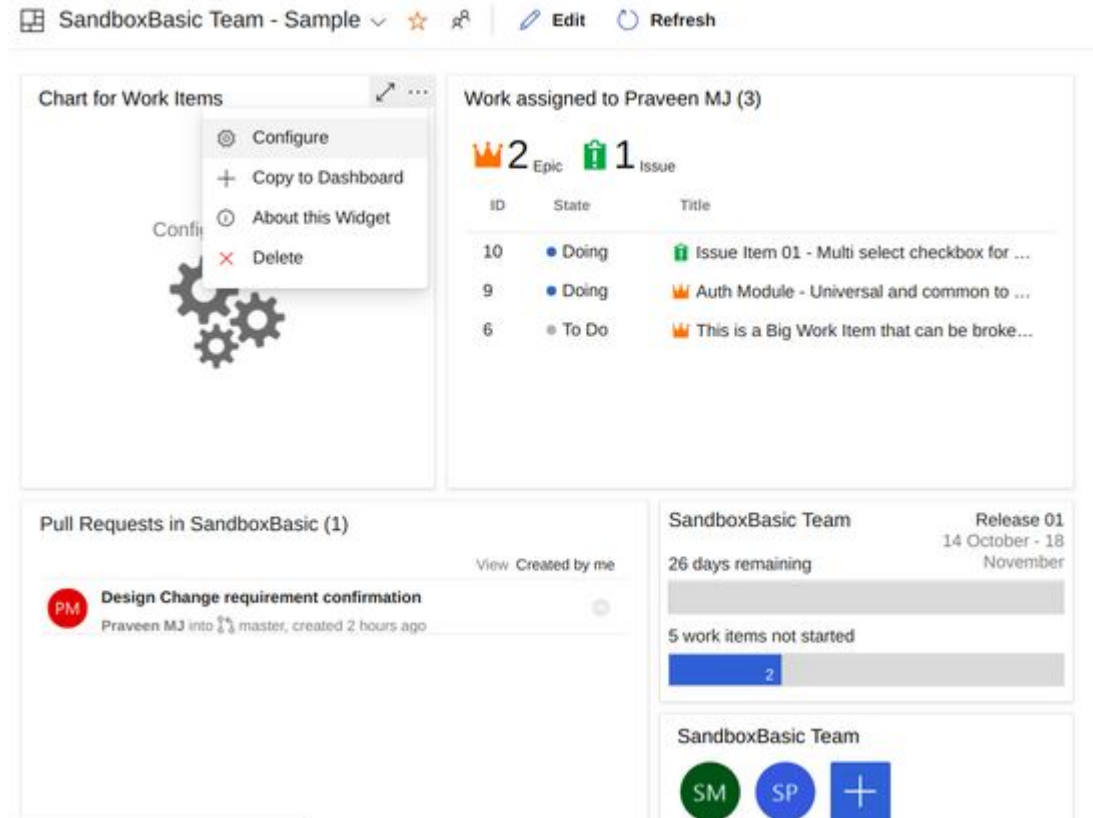 SandboxBasic Team - Sample
Edit
Refresh
Chart for Work Items
Configure
Copy to Dashboard
About this Widget
Delete
Work assigned to Praveen MJ (3)
2 Epic 1 Issue
ID State Title
10 Doing Issue Item 01 - Multi select checkbox for ...
9 Doing Auth Module - Universal and common to ...
6 To Do This is a Big Work Item that can be broke...
Pull Requests in SandboxBasic (1)
View Created by me
PM
Design Change requirement confirmation
Praveen MJ into master, created 2 hours ago
SandboxBasic Team
Release 01
14 October - 18
November
26 days remaining
5 work items not started
2
SandboxBasic Team
SM SP